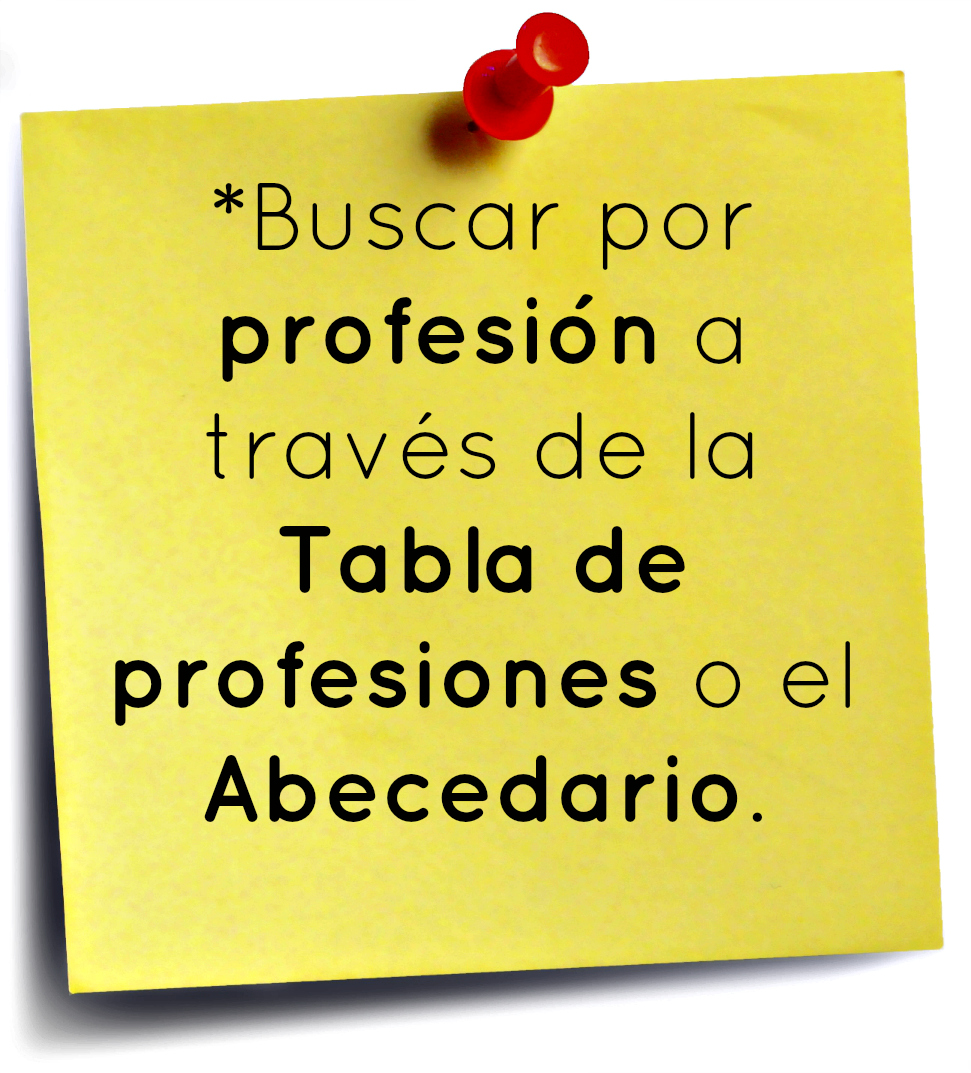 *Buscar por
profesión a
través de la
Tabla de
profesiones o el
Abecedario.